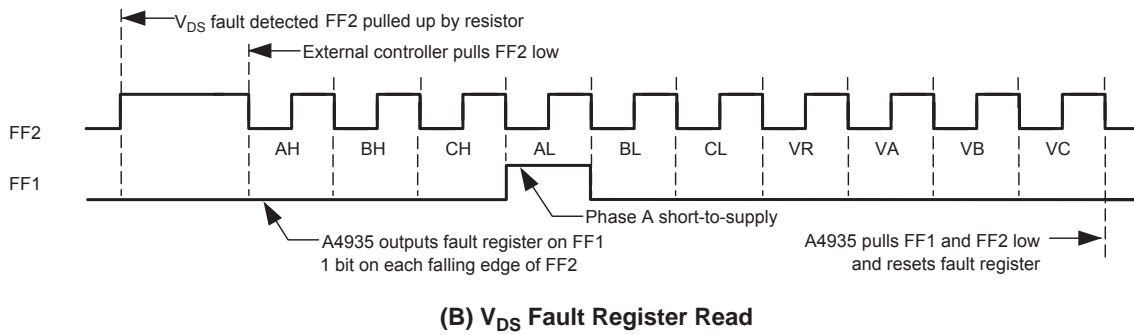 VDS fault detected FF2 pulled up by resistor
External controller pulls FF2 low
FF2
AH BH CH AL BL CL VR VA VB VC
FF1
Phase A short-to-supply
A4935 outputs fault register on FF1
1 bit on each falling edge of FF2
A4935 pulls FF1 and FF2 low
and resets fault register
(B) VDS Fault Register Read